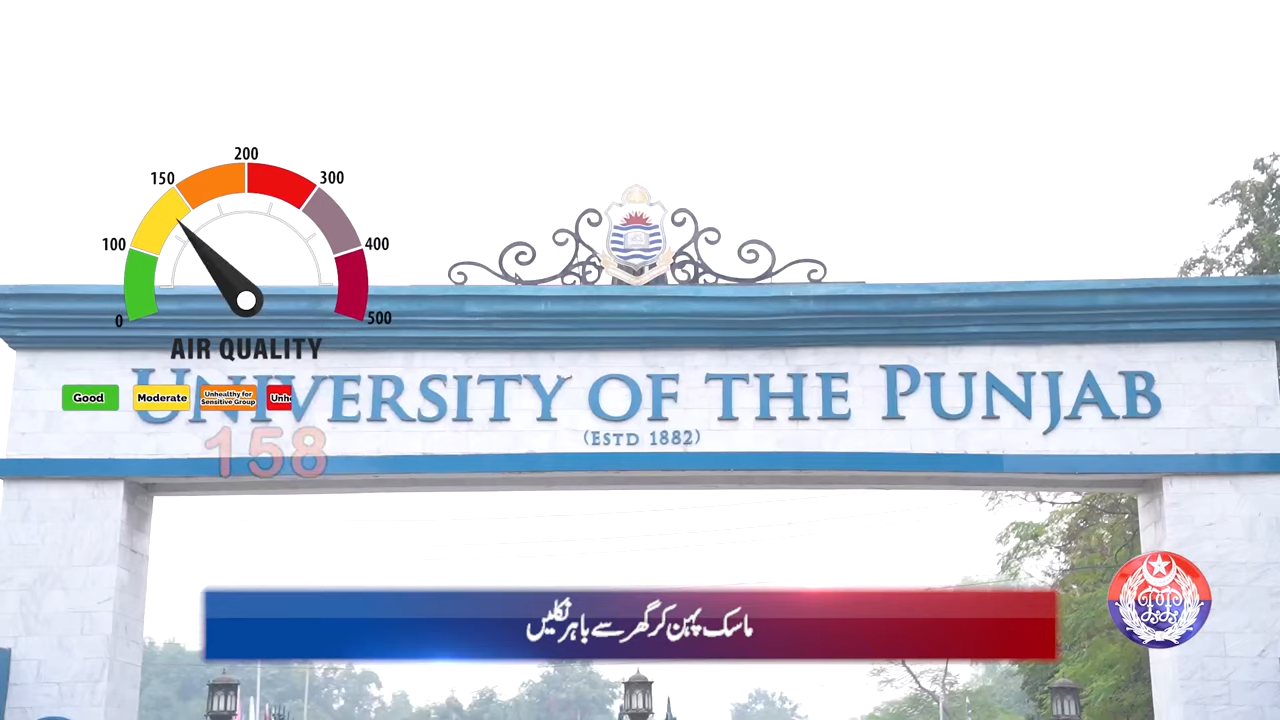 200
150
300
100
400
0
500
AIR QUALITY
Good
Moderate
Unhealthy for
Sensitive Group
Unhe
UNIVERSITY OF THE PUNJAB
(ESTD 1882)
158
ماسک پہن کر گھر سے باہر نکلیں